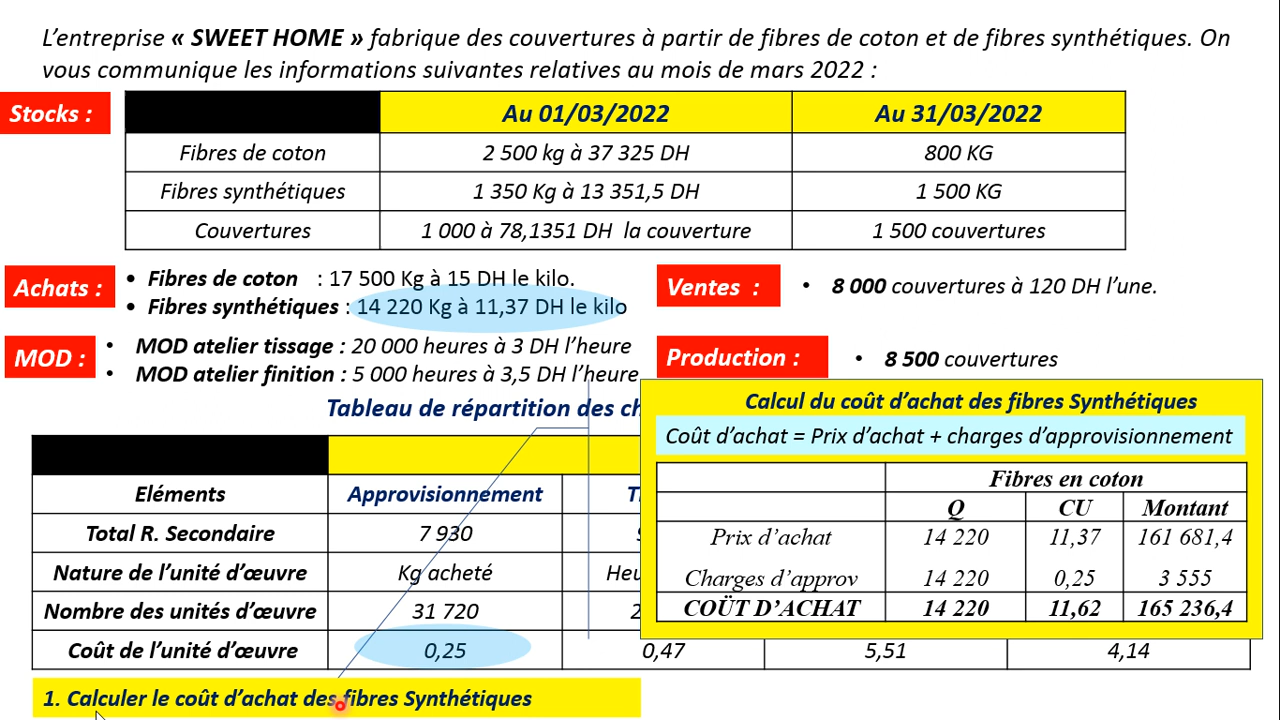 L'entreprise « SWEET HOME » fabrique des couvertures à partir de fibres de coton et de fibres synthétiques. On
vous communique les informations suivantes relatives au mois de mars 2022 :
Stocks :
Au 01/03/2022 Au 31/03/2022
Fibres de coton 2 500 kg à 37 325 DH 800 KG
Fibres synthétiques 1 350 Kg à 13 351,5 DH 1 500 KG
Couvertures 1 000 à 78,1351 DH la couverture 1 500 couvertures
Achats :
• Fibres de coton : 17 500 Kg à 15 DH le kilo.
• Fibres synthétiques : 14 220 Kg à 11,37 DH le kilo
Ventes :
• 8 000 couvertures à 120 DH l'une.
MOD :
• MOD atelier tissage : 20 000 heures à 3 DH l'heure
• MOD atelier finition : 5 000 heures à 3,5 DH l'heure
Production :
• 8 500 couvertures
Tableau de répartition des
Eléments Approvisionnement
Total R. Secondaire 7 930
Nature de l'unité d'œuvre Kg acheté
Nombre des unités d'œuvre 31 720
Coût de l'unité d'œuvre 0,25 0,47 5,51 4,14
Calcul du coût d'achat des fibres Synthétiques
Coût d'achat = Prix d'achat + charges d'approvisionnement
Fibres en coton
Q CU Montant
Prix d'achat 14 220 11,37 161 681,4
Charges d'approv 14 220 0,25 3 555
COÜT D'ACHAT 14 220 11,62 165 236,4
1. Calculer le coût d'achat des fibres Synthétiques